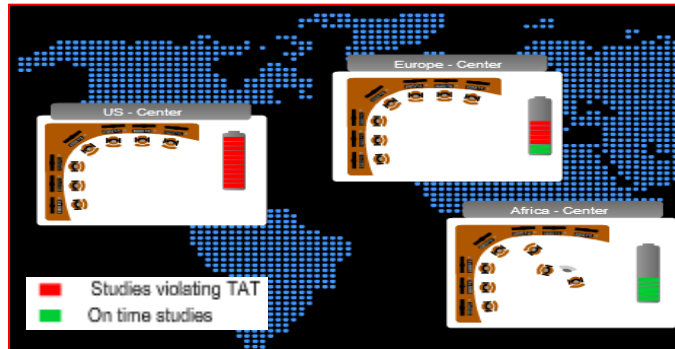 Europe - Center
US - Center
Africa - Center
Studies violating TAT
On time studies